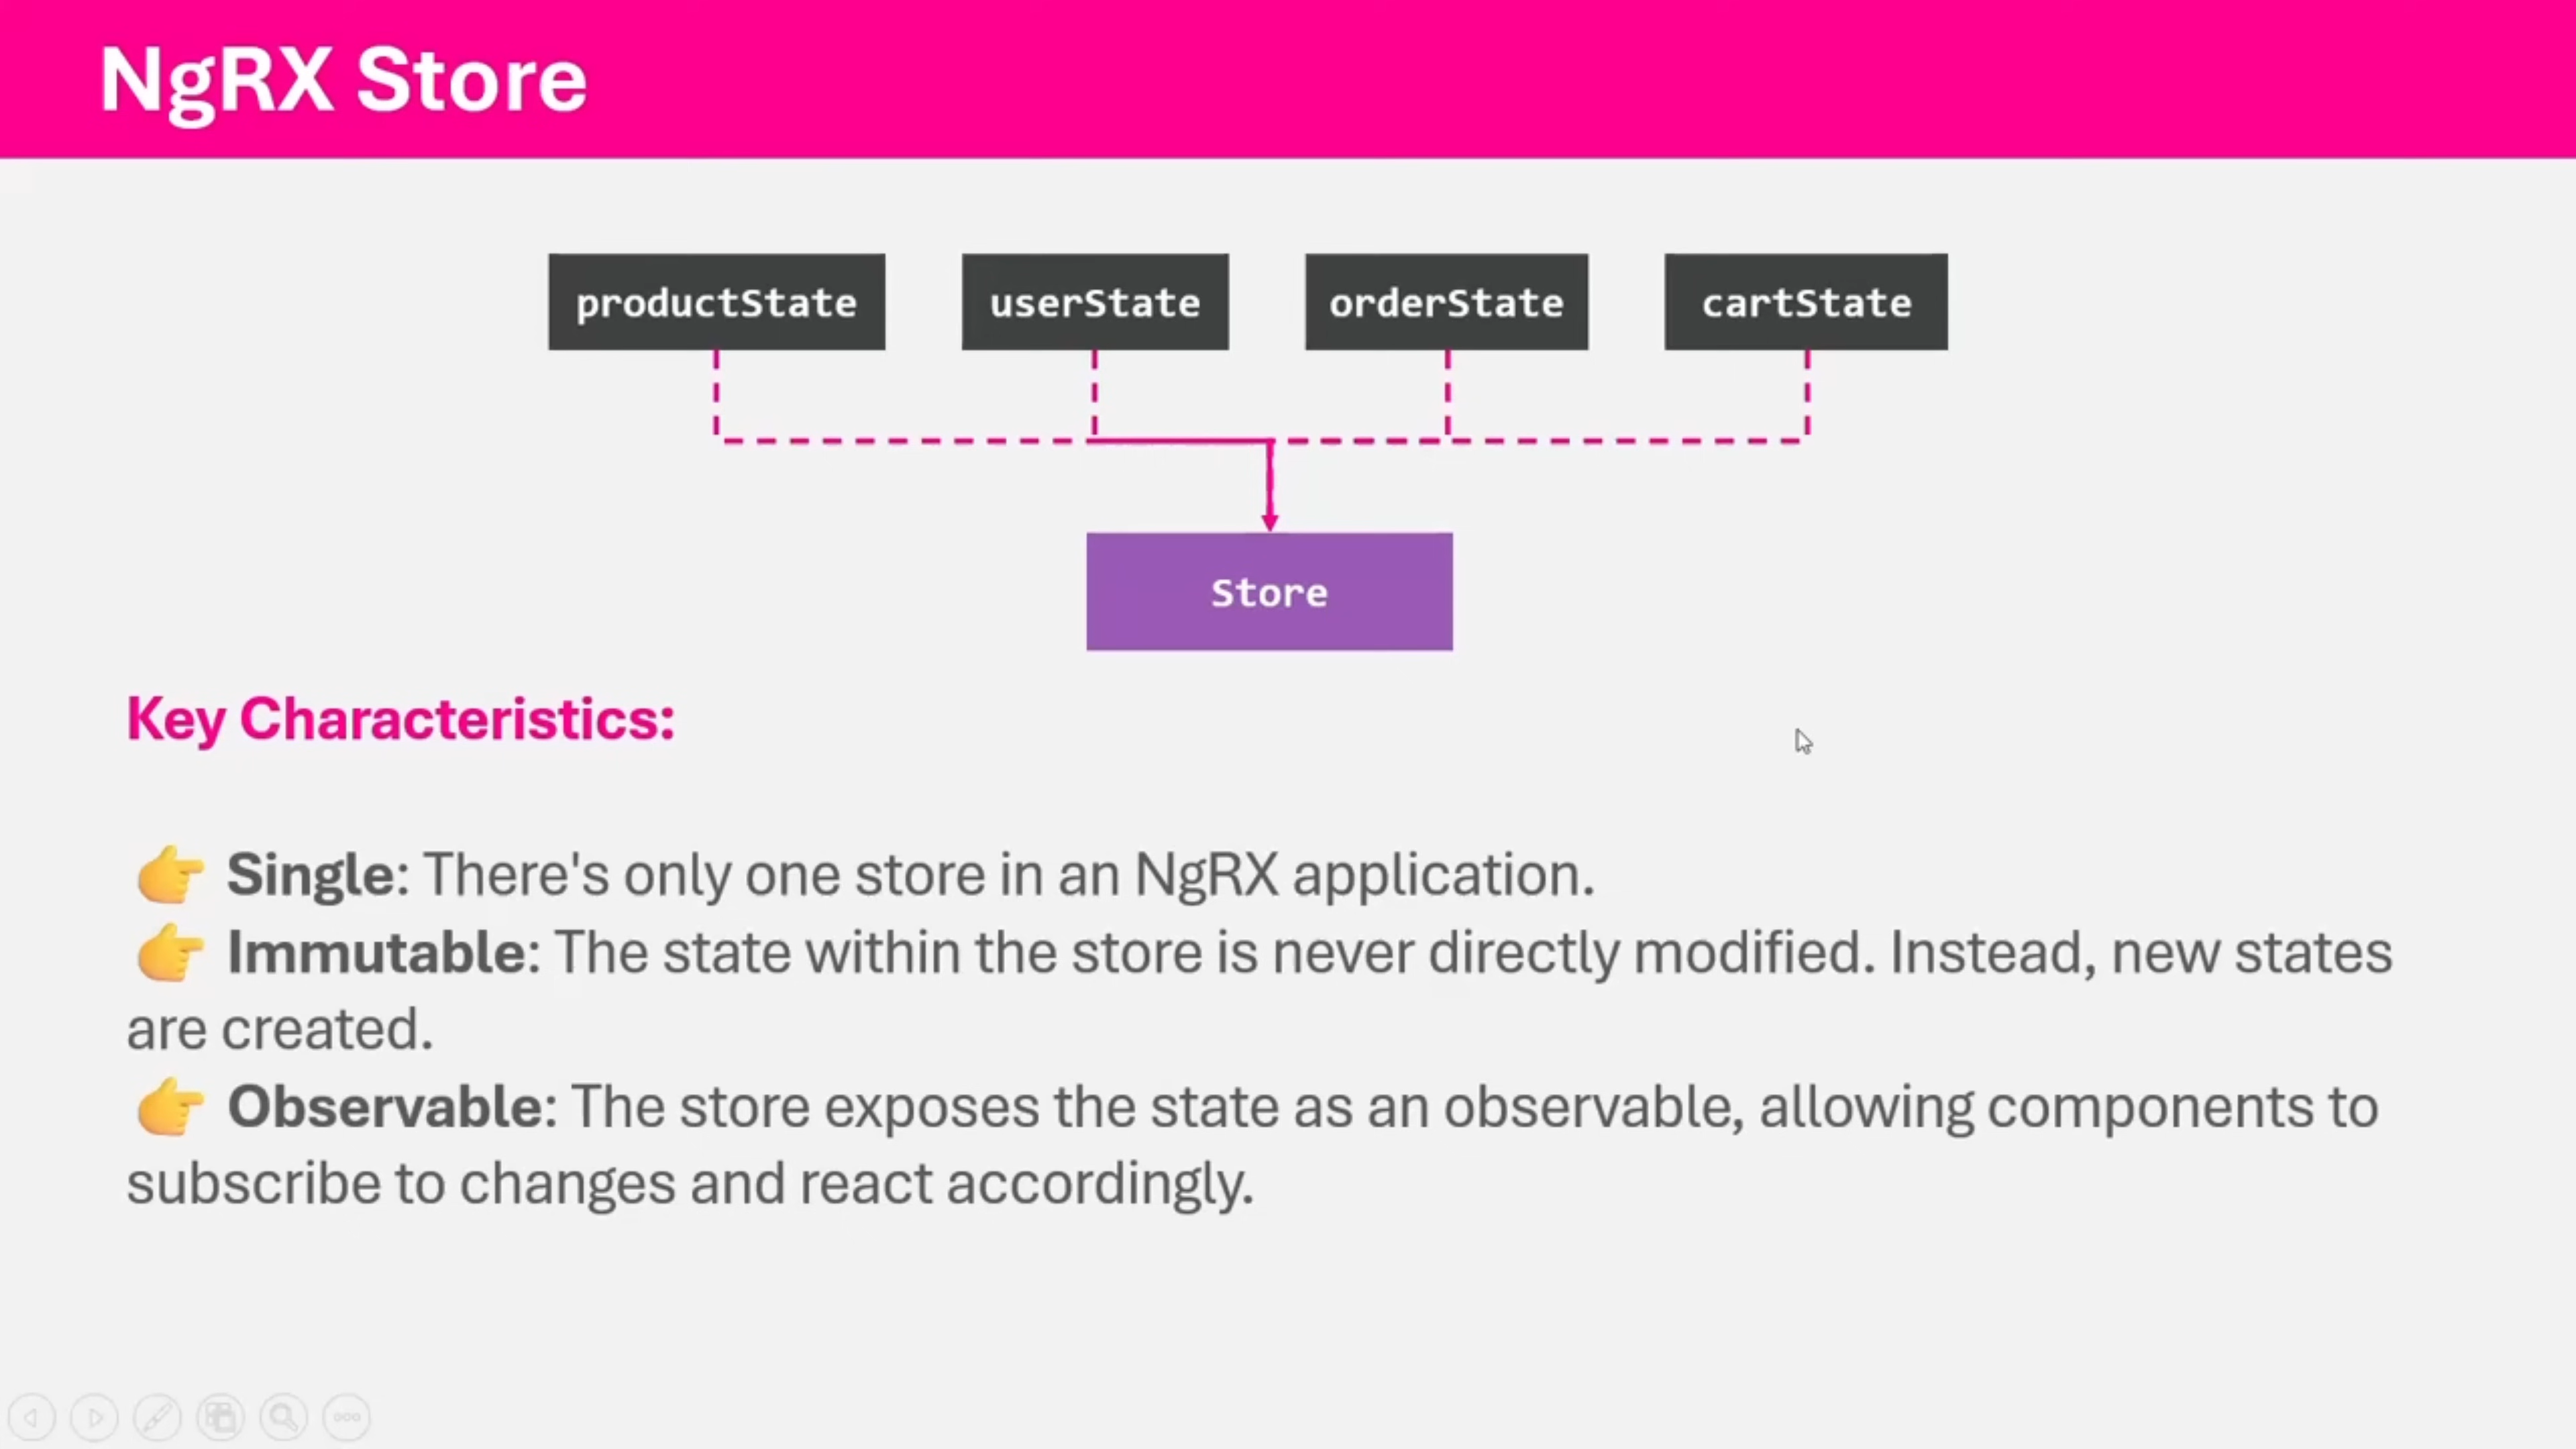 NgRX Store
productState
userState
orderState
cartState
Store
Key Characteristics:
👉 Single: There's only one store in an NgRX application.
👉 Immutable: The state within the store is never directly modified. Instead, new states
are created.
👉 Observable: The store exposes the state as an observable, allowing components to
subscribe to changes and react accordingly.